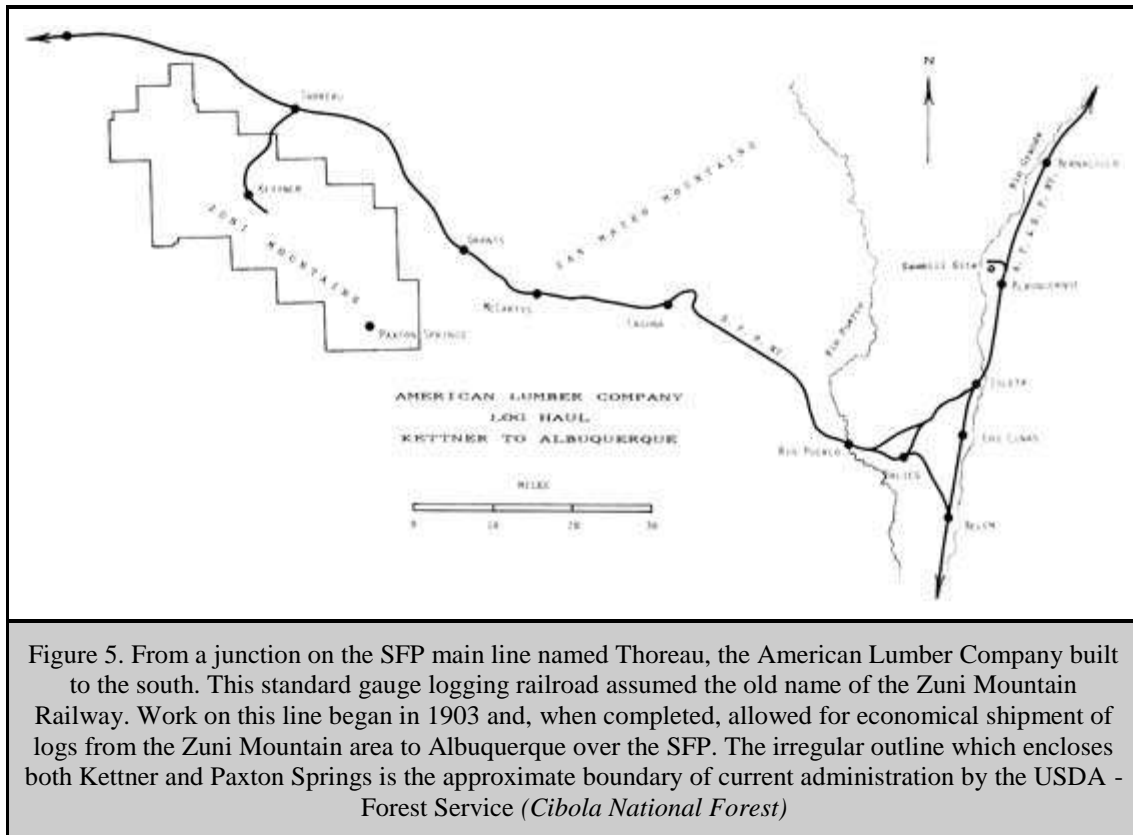 N
THOREAU
KETTNER
ZUNI MOUNTAINS
PAXTON SPRINGS
GRANTS
McCARTYS
SAN MATEO MOUNTAINS
LAGUNA
S. F. P. RY.
RIO PUERCO
Rio Grande
BERNALILLO
A. T. & S. F. RY.
Sawmill Site
ALBUQUERQUE
ISLETA
LOS LUNAS
RIO PUERCO
DALIES
BELEN
AMERICAN LUMBER COMPANY
LOG HAUL
KETTNER TO ALBUQUERQUE
MILES
0 10 20 30
Figure 5. From a junction on the SFP main line named Thoreau, the American Lumber Company built
to the south. This standard gauge logging railroad assumed the old name of the Zuni Mountain
Railway. Work on this line began in 1903 and, when completed, allowed for economical shipment of
logs from the Zuni Mountain area to Albuquerque over the SFP. The irregular outline which encloses
both Kettner and Paxton Springs is the approximate boundary of current administration by the USDA -
Forest Service (Cibola National Forest)